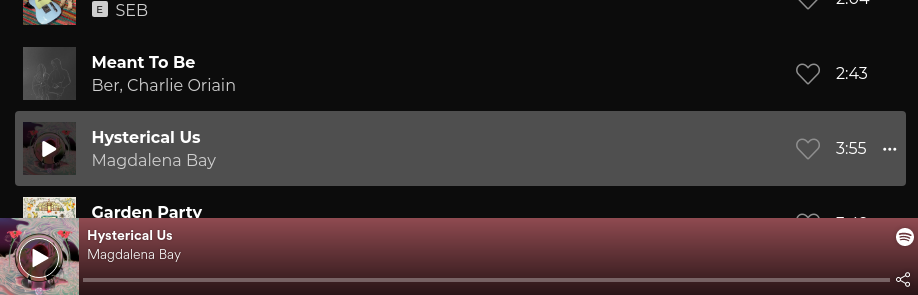 2:04
E SEB
Meant To Be
Ber, Charlie Oriain
2:43
Hysterical Us
Magdalena Bay
3:55
Garden Party
Hysterical Us
Magdalena Bay